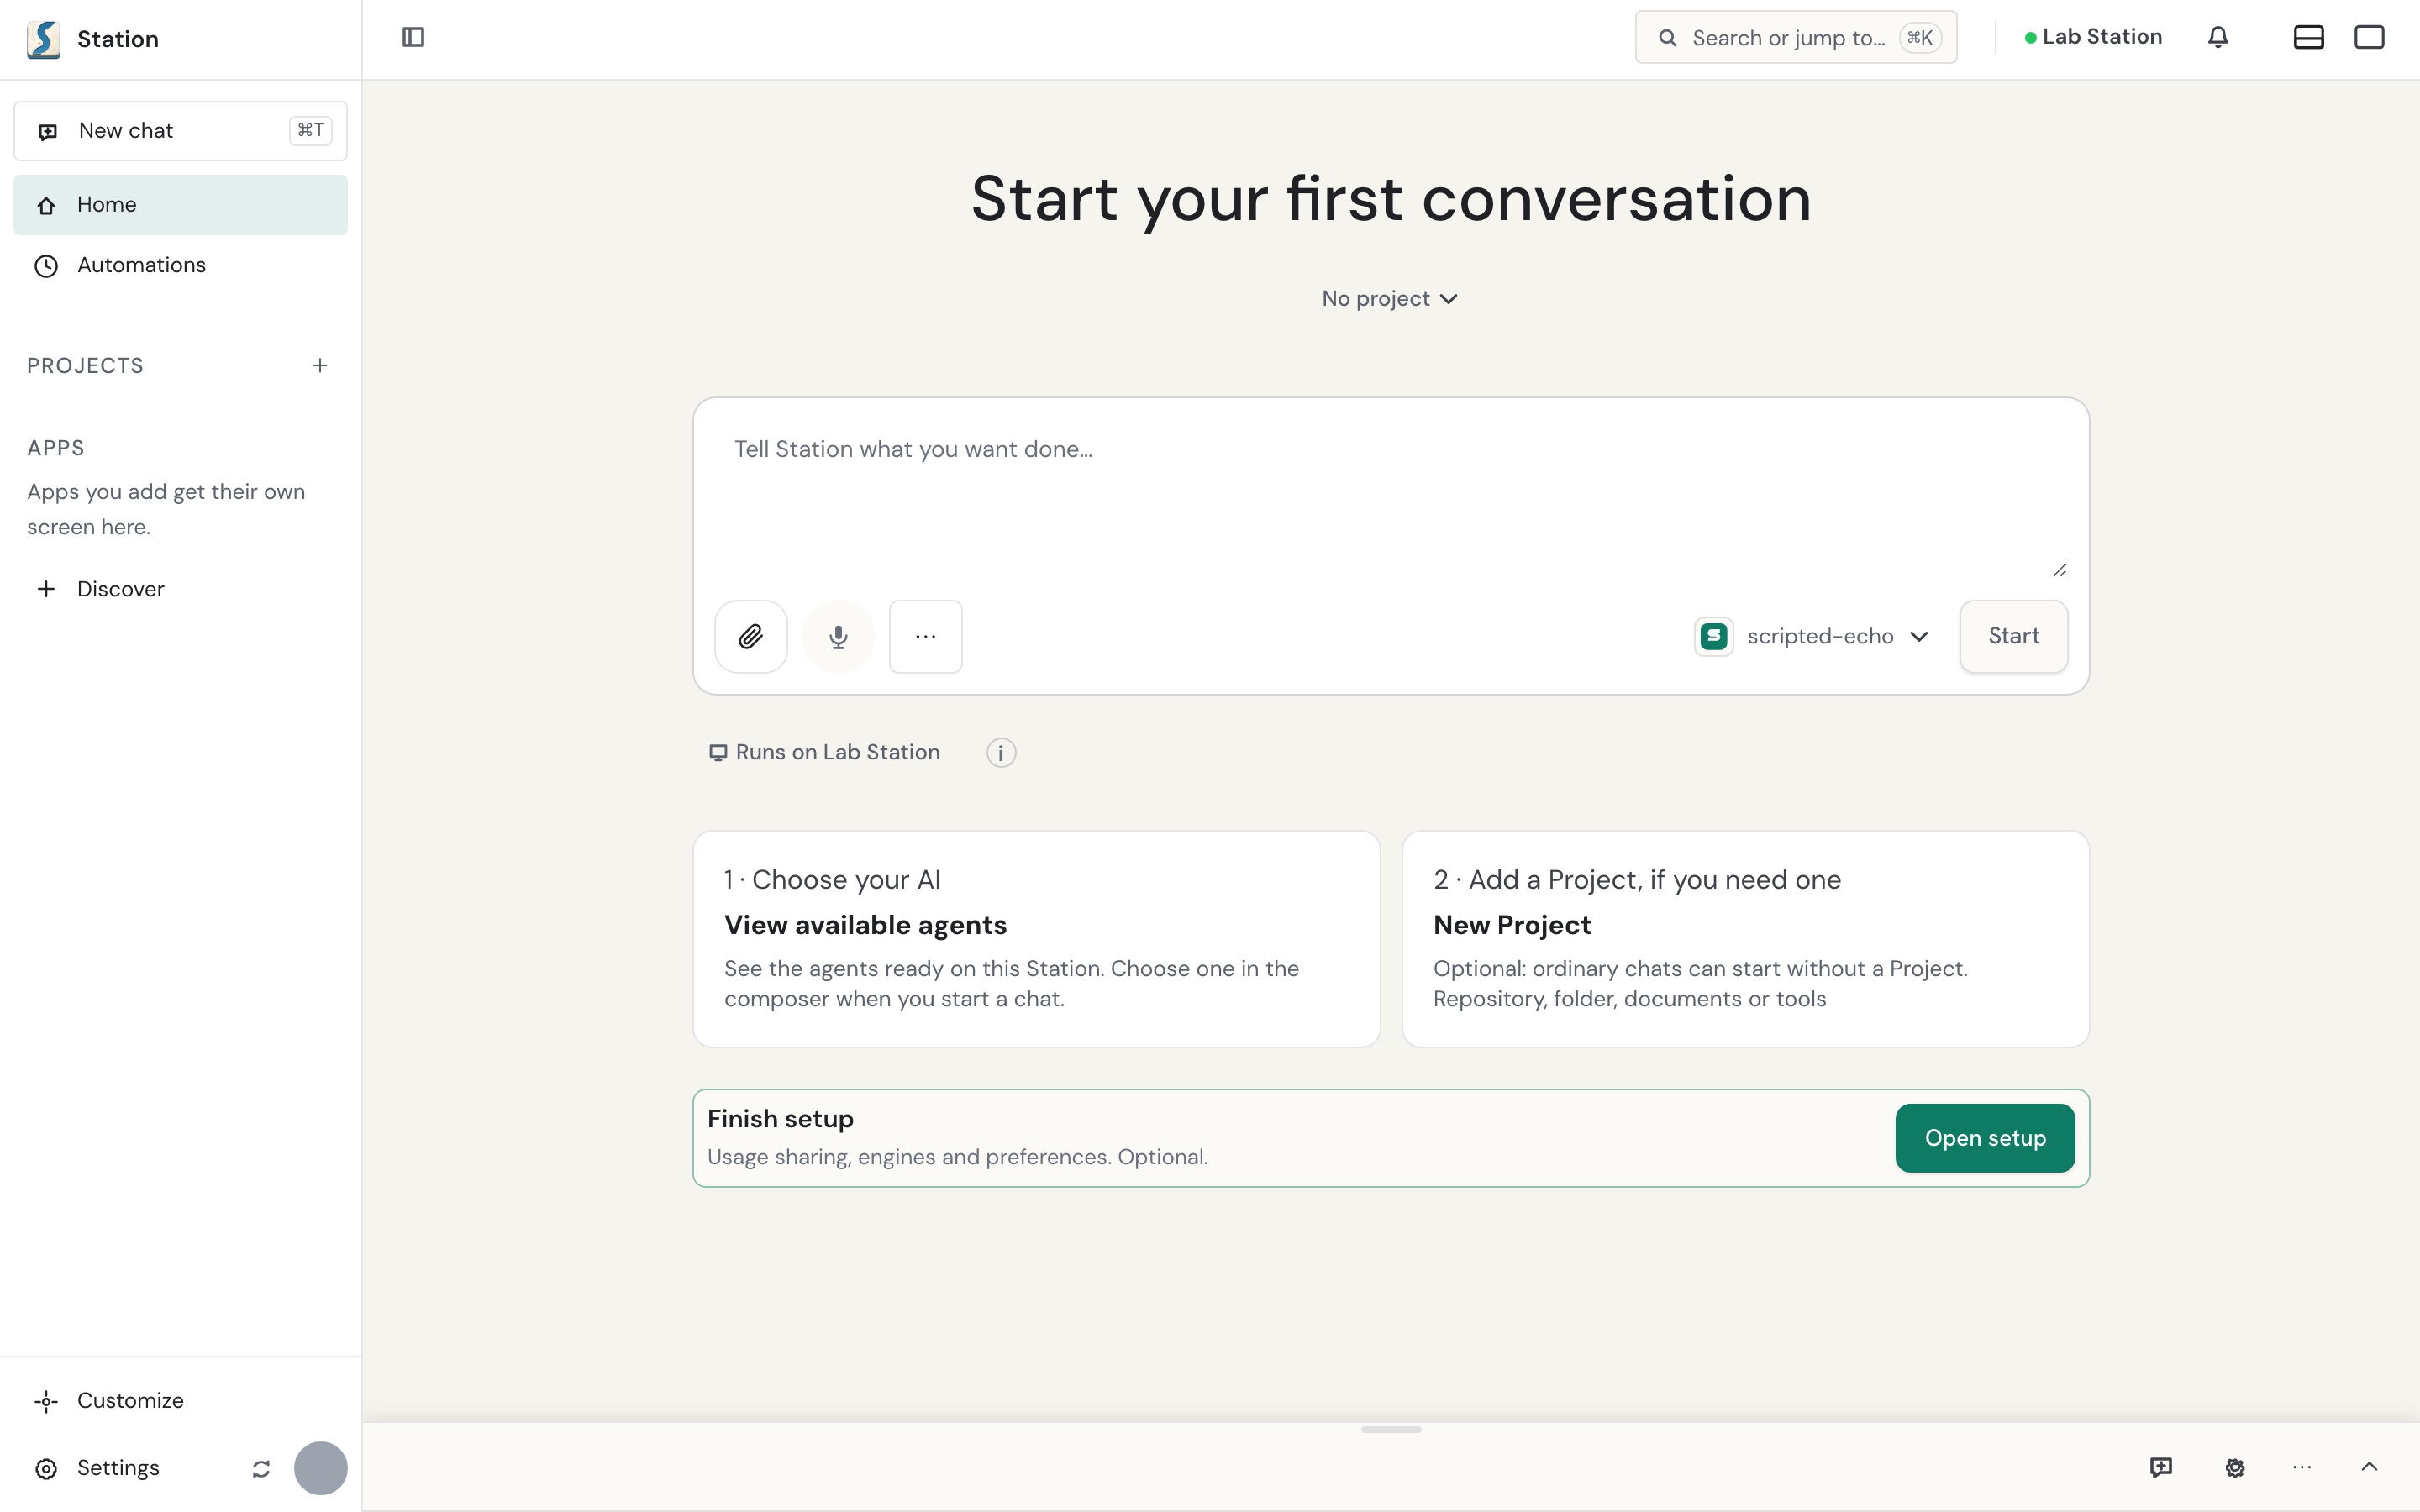 Station
Search or jump to... ⌘K
Lab Station
New chat ⌘T
Home
Automations
PROJECTS
APPS
Apps you add get their own
screen here.
Discover
Customize
Settings
Start your first conversation
No project
Tell Station what you want done...
scripted-echo
Start
Runs on Lab Station
1 · Choose your AI
View available agents
See the agents ready on this Station. Choose one in the
composer when you start a chat.
2 · Add a Project, if you need one
New Project
Optional: ordinary chats can start without a Project.
Repository, folder, documents or tools
Finish setup
Usage sharing, engines and preferences. Optional.
Open setup